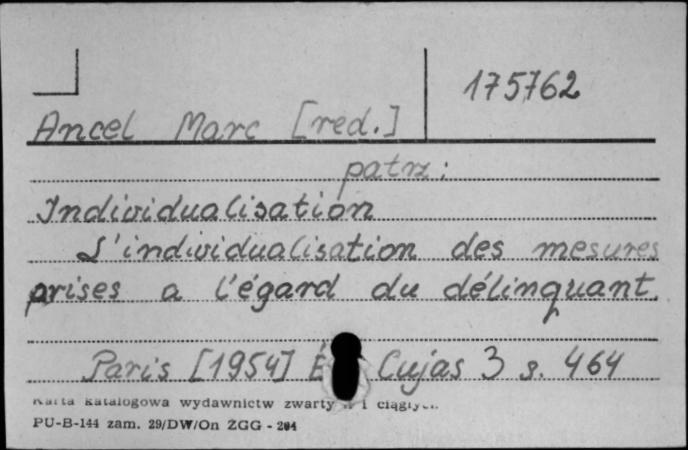 175762
Ancel Marc [red.]
patrz:
Individualisation
L'individualisation des mesures
prises a l'égard du délinquant
Paris [1954] Cujas 3 s. 464
Karta katalogowa wydawnictw i ciągłych
PU-B-144 zam. 29/DW/On ZGG - 204